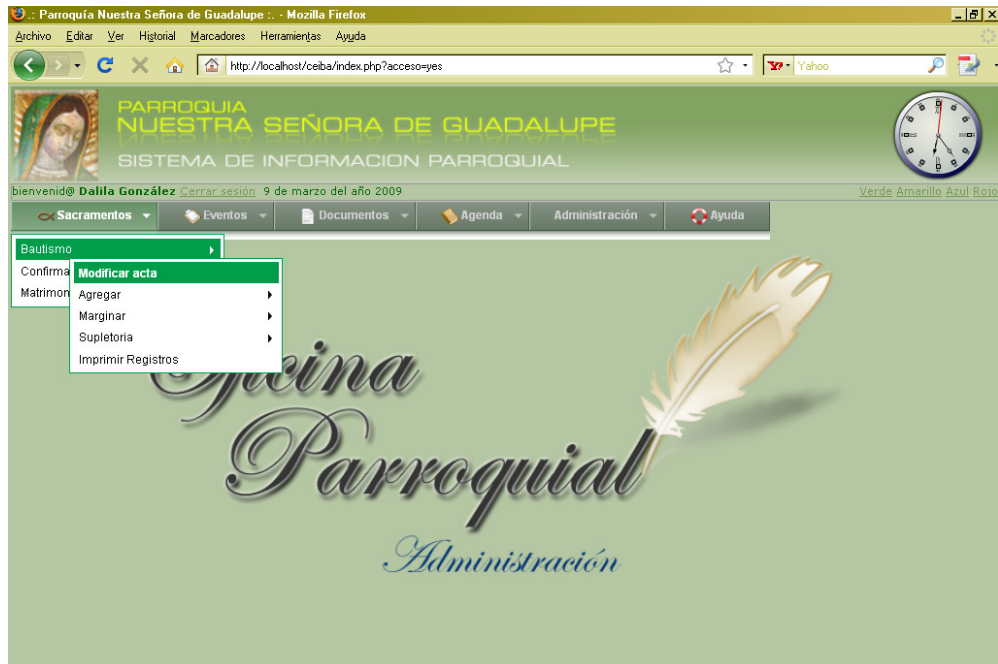 .: Parroquía Nuestra Señora de Guadalupe :. - Mozilla Firefox
Archivo Editar Ver Historial Marcadores Herramientas Ayuda
http://localhost/ceiba/index.php?acceso=yes
Yahoo
PARROQUIA
NUESTRA SEÑORA DE GUADALUPE
SISTEMA DE INFORMACION PARROQUIAL
bienvenid@ Dalila González Cerrar sesión 9 de marzo del año 2009 Verde Amarillo Azul Rojo
Sacramentos Eventos Documentos Agenda Administración Ayuda
Bautismo
Confirma
Modificar acta
Matrimon
Agregar
Marginar
Supletoria
Imprimir Registros
Oficina
Parroquial
Administración